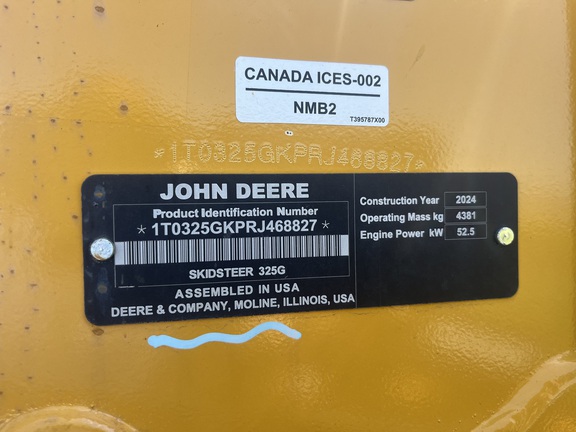 CANADA ICES-002
NMB2
T395787X00
*1T0325GKPRJ468827*
JOHN DEERE
Product Identification Number
*1T0325GKPRJ468827*
SKIDSTEER 325G
ASSEMBLED IN USA
DEERE & COMPANY, MOLINE, ILLINOIS, USA
Construction Year 2024
Operating Mass kg 4381
Engine Power kW 52.5